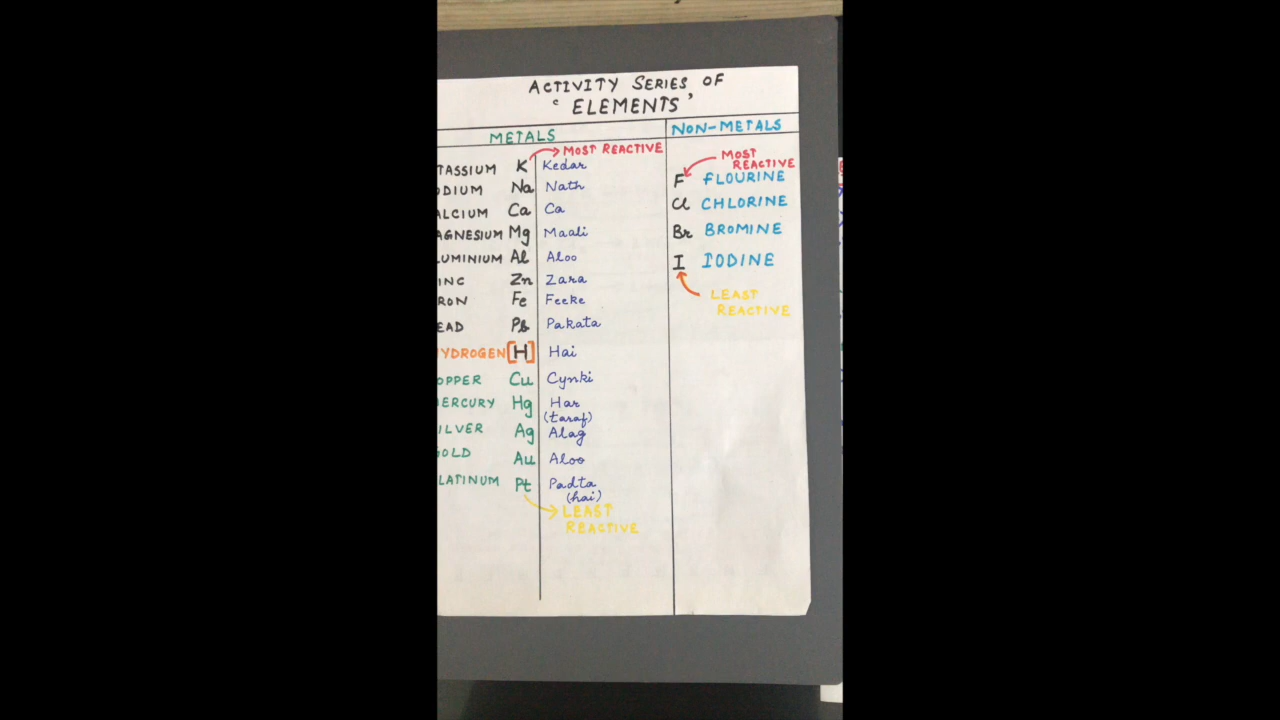 ACTIVITY SERIES OF
"ELEMENTS"
METALS
NON-METALS
MOST REACTIVE
TASSIUM K Kedar
ODIUM Na Nath
ALCIUM Ca Ca
AGNESIUM Mg Maali
LUMINIUM Al Aloo
INC Zn Zara
RON Fe Feeke
EAD Pb Pakata
YDROGEN [H] Hai
OPPER Cu Cynki
ERCURY Hg Har
(taraf)
ILVER Ag Alag
OLD Au Aloo
LATINUM Pt Padta
(hai)
LEAST
REACTIVE
MOST
REACTIVE
F FLOURINE
Cl CHLORINE
Br BROMINE
I IODINE
LEAST
REACTIVE